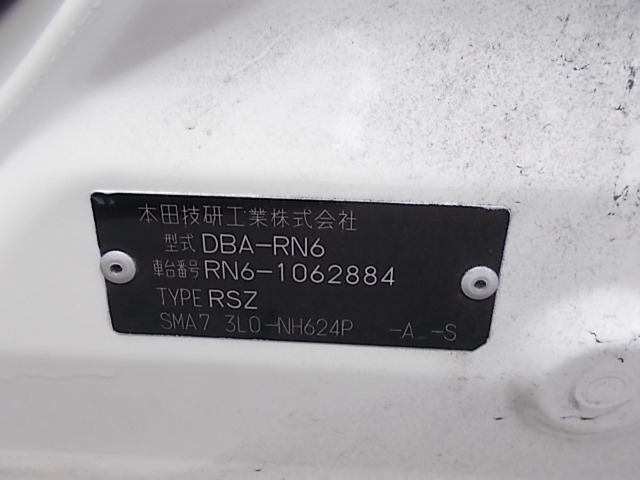 本田技研工業株式会社
型式 DBA-RN6
車台番号 RN6-1062884
TYPE RSZ
SMA7 3L0-NH624P -A -S